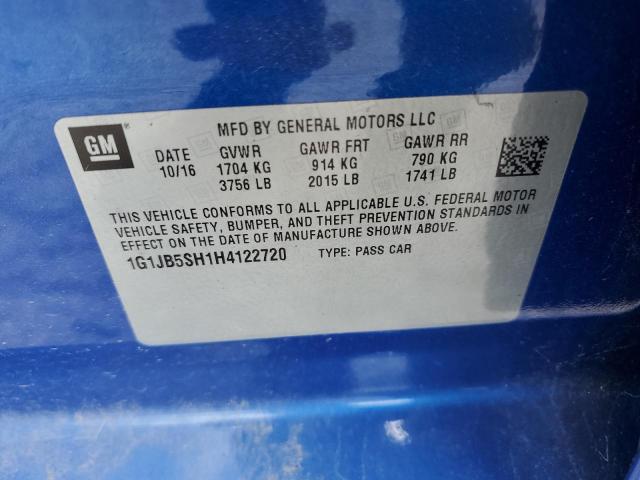 GM
MFD BY GENERAL MOTORS LLC
DATE GVWR GAWR FRT GAWR RR
10/16 1704 KG 914 KG 790 KG
3756 LB 2015 LB 1741 LB
THIS VEHICLE CONFORMS TO ALL APPLICABLE U.S. FEDERAL MOTOR
VEHICLE SAFETY, BUMPER, AND THEFT PREVENTION STANDARDS IN
EFFECT ON THE DATE OF MANUFACTURE SHOWN ABOVE.
1G1JB5SH1H4122720 TYPE: PASS CAR